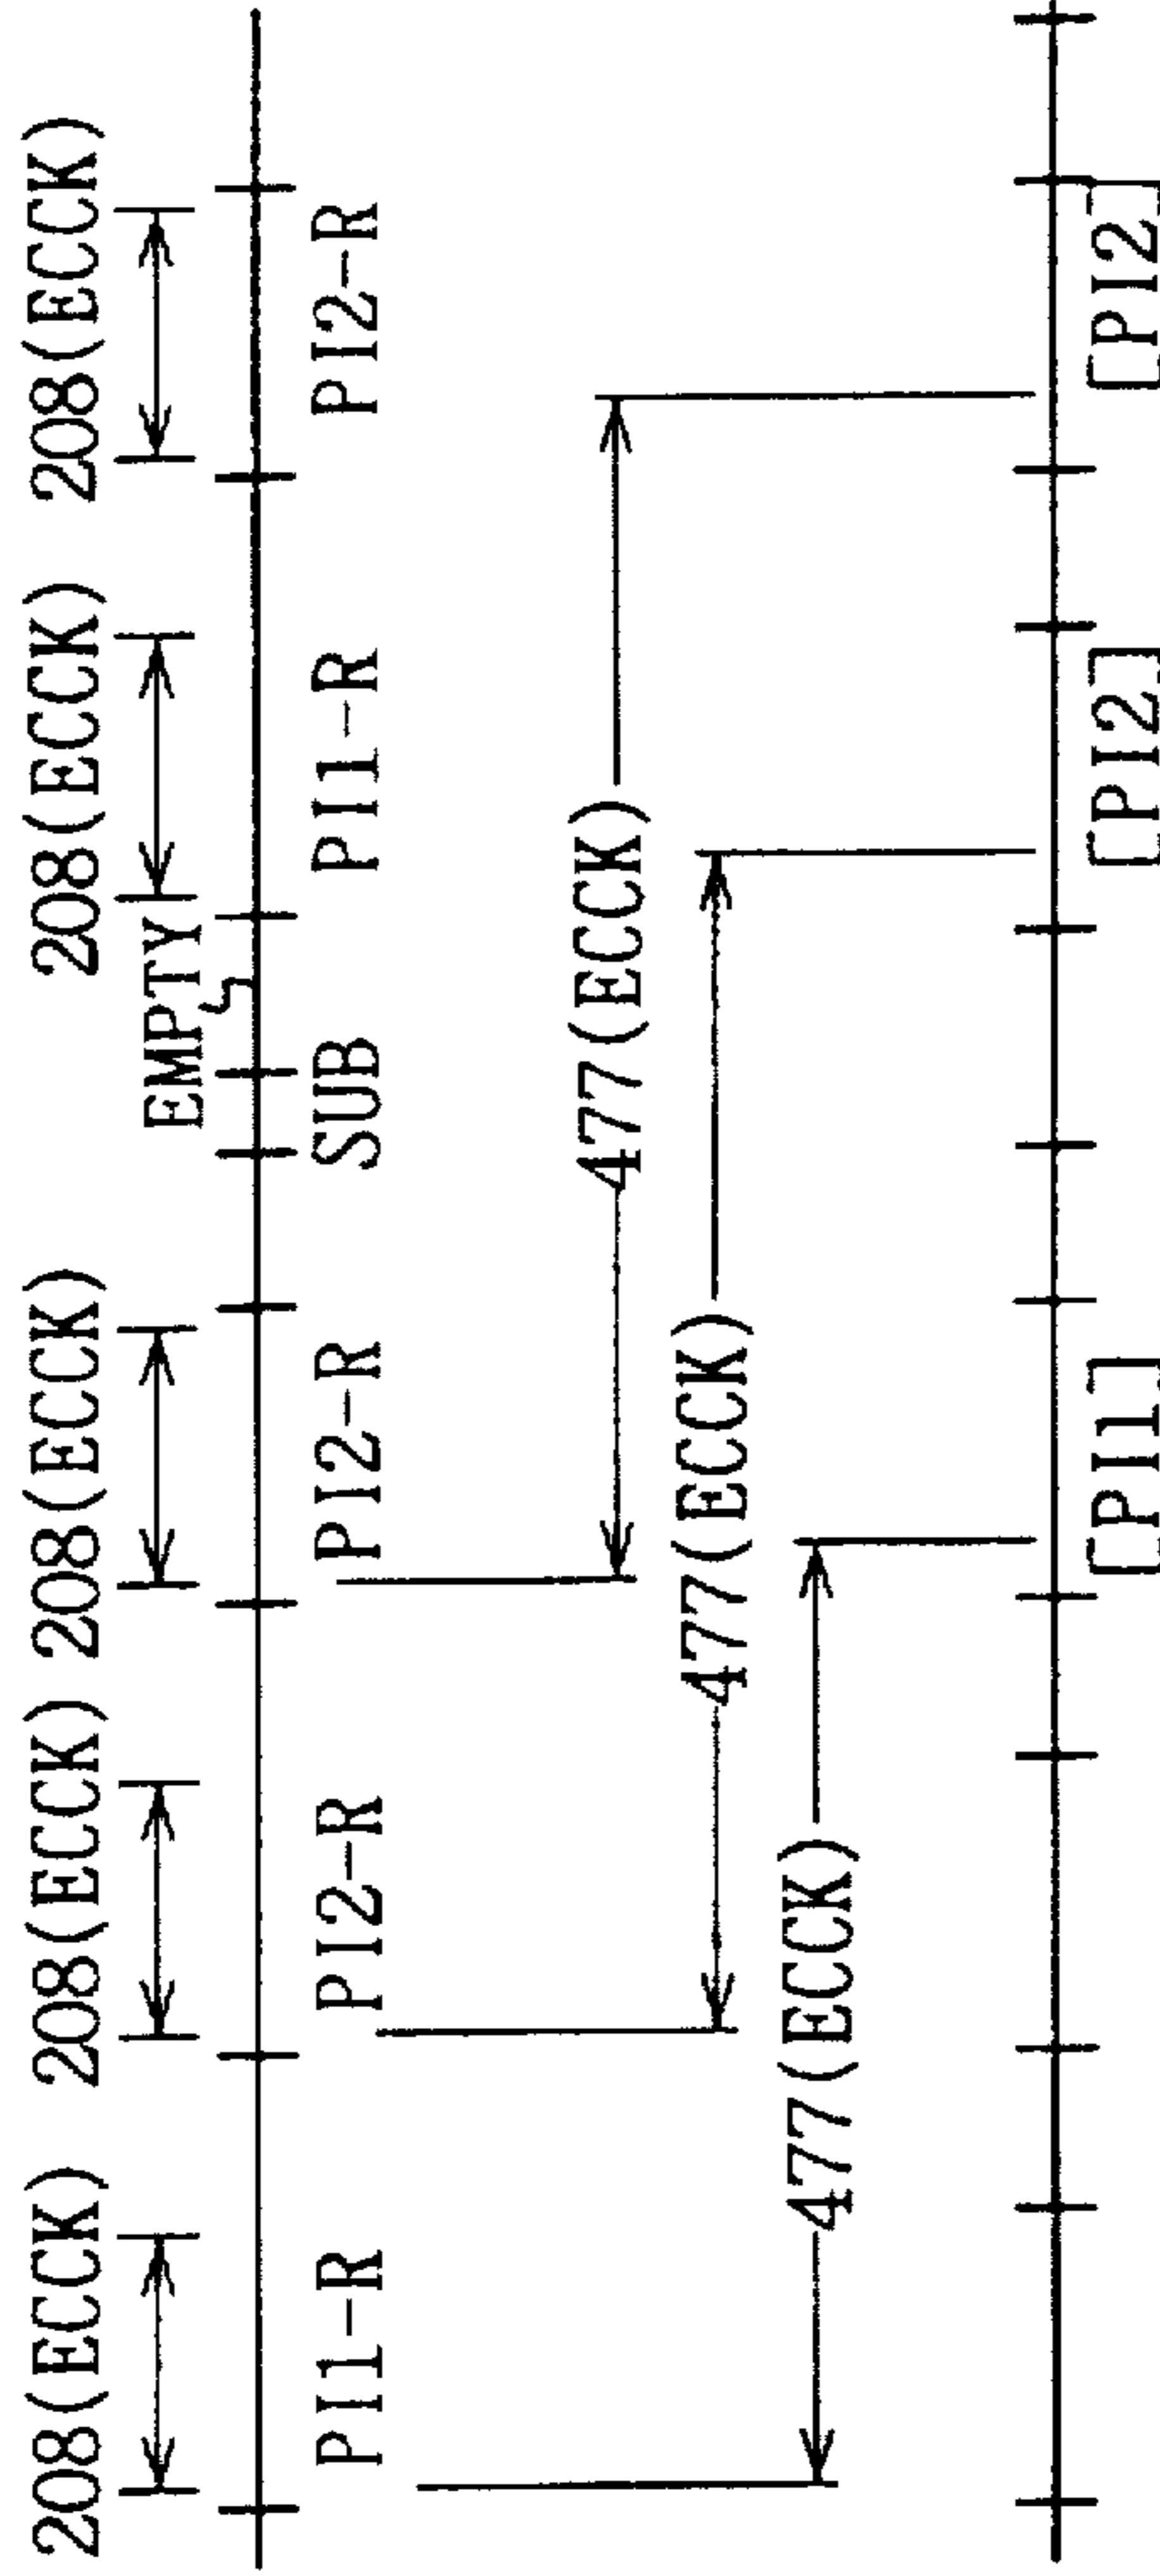 208(ECCK) 208(ECCK) 208(ECCK) 208(ECCK) 208(ECCK)
EMPTY
PI1-R PI2-R PI2-R SUB PI1-R PI2-R
477(ECCK)
477(ECCK)
477(ECCK)
[PI1] [PI2] [PI2]